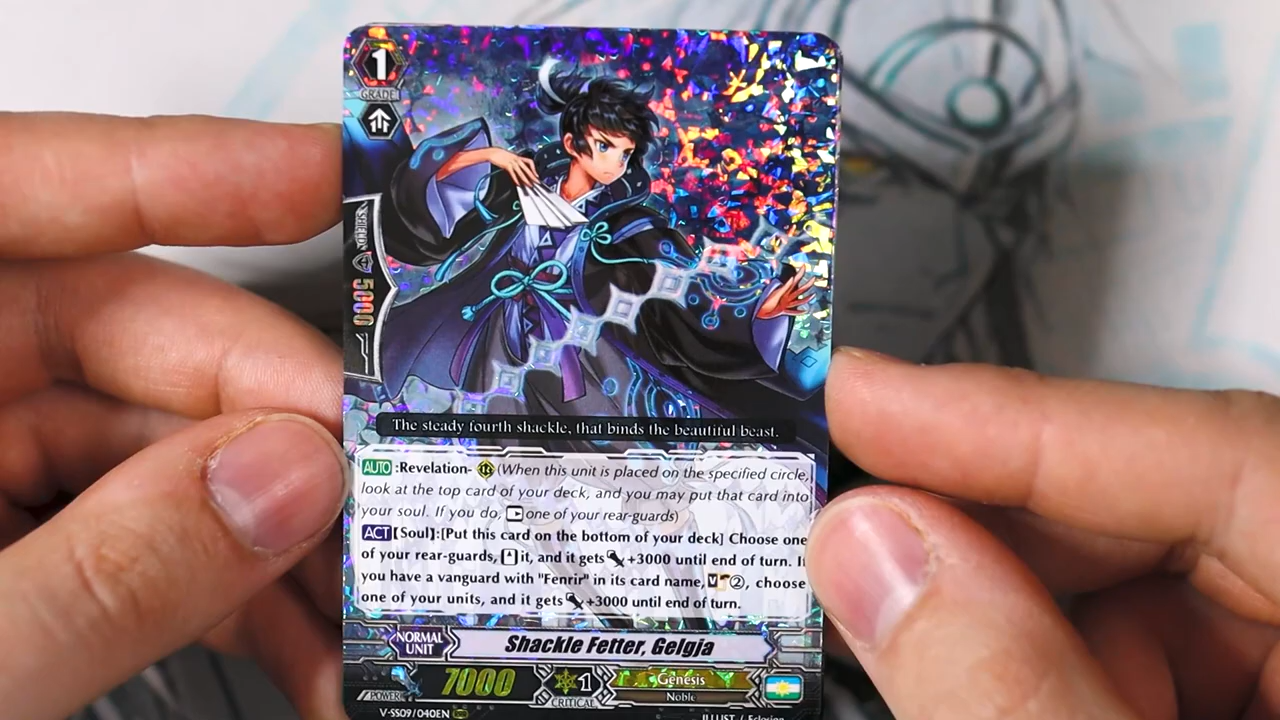 1
GRADE
SHIELD
5000
The steady fourth shackle, that binds the beautiful beast.
AUTO :Revelation- (When this unit is placed on the specified circle,
look at the top card of your deck, and you may put that card into
your soul. If you do, one of your rear-guards)
ACT [Soul]:[Put this card on the bottom of your deck] Choose one
of your rear-guards, it, and it gets +3000 until end of turn. If
you have a vanguard with "Fenrir" in its card name, V ②, choose
one of your units, and it gets +3000 until end of turn.
NORMAL
UNIT
Shackle Fetter, Gelgja
POWER 7000 1 CRITICAL
Genesis
Noble
V-SS09/040EN
ILLUST / Eclosion